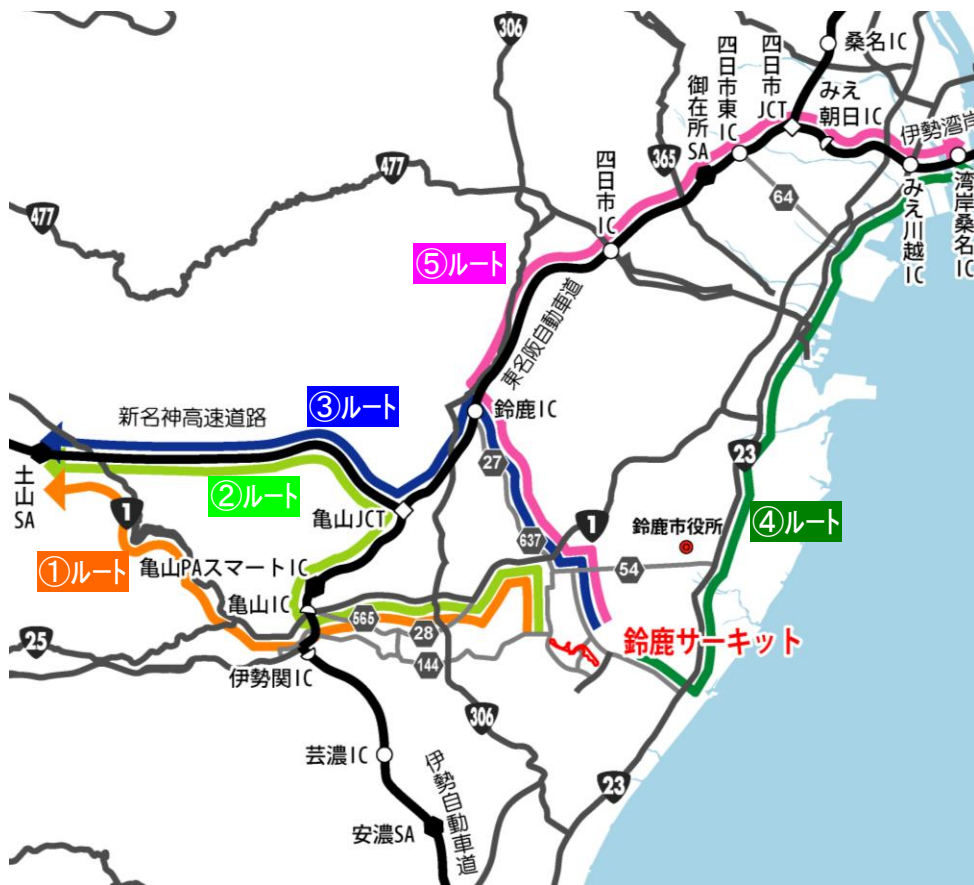 306
桑名IC
四日市JCT
四日市東IC
御在所SA
みえ朝日IC
伊勢湾岸
477
365
四日市IC
64
みえ川越IC
湾岸桑名IC
477
⑤ルート
東名阪自動車道
③ルート
新名神高速道路
鈴鹿IC
27
23
土山SA
②ルート
亀山JCT
1
1
鈴鹿市役所
④ルート
637
①ルート
亀山PAスマートIC
54
亀山IC
565
28
25
144
鈴鹿サーキット
伊勢関IC
306
芸濃IC
伊勢自動車道
23
安濃SA